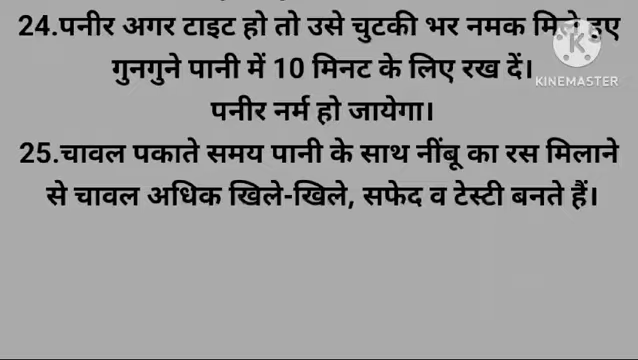 24.पनीर अगर टाइट हो तो उसे चुटकी भर नमक मिले हुए
गुनगुने पानी में 10 मिनट के लिए रख दें।
KINEMASTER
पनीर नर्म हो जायेगा।
25.चावल पकाते समय पानी के साथ नींबू का रस मिलाने
से चावल अधिक खिले-खिले, सफेद व टेस्टी बनते हैं।